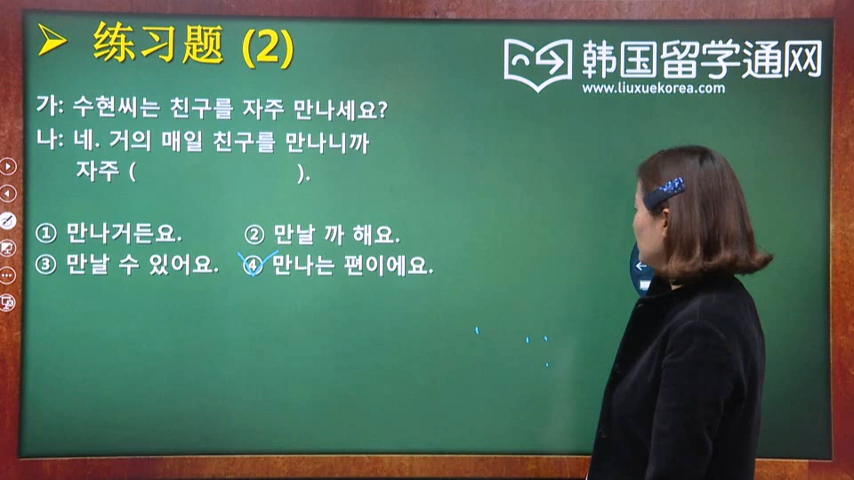 ➢ 练习题 (2)
韩国留学通网
www.liuxuekorea.com
가: 수현씨는 친구를 자주 만나세요?
나: 네. 거의 매일 친구를 만나니까
자주 ( ).
① 만나거든요. ② 만날 까 해요.
③ 만날 수 있어요. ④ 만나는 편이에요.